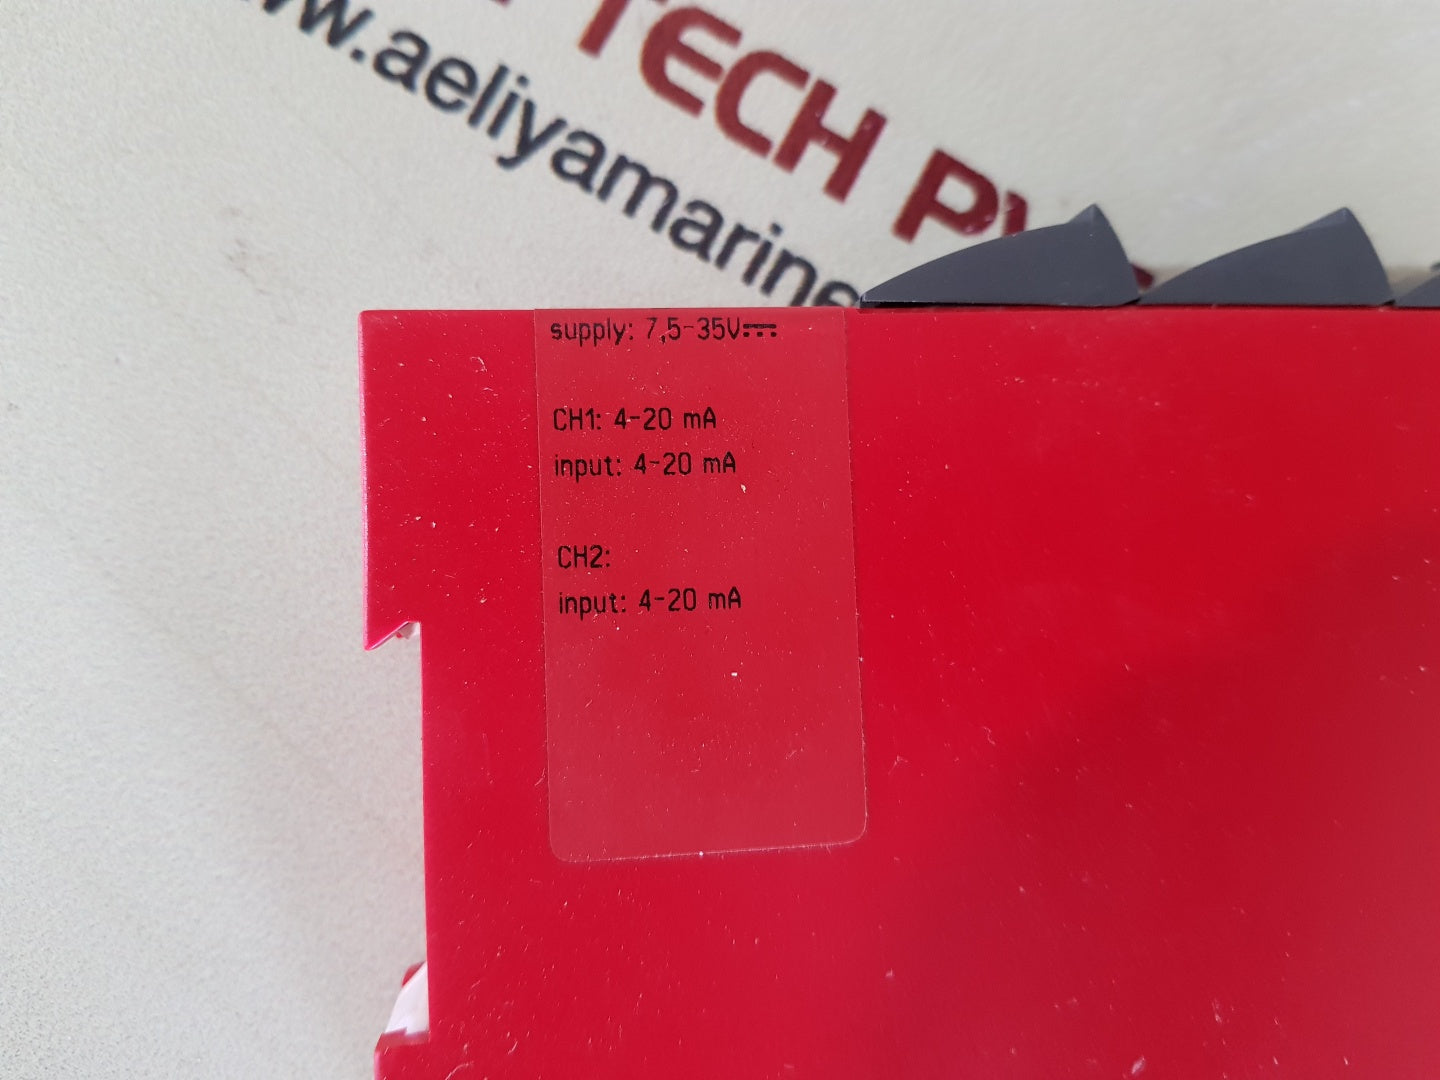 TECH
www.aeliyamarine
supply: 7,5-35V⎓
CH1: 4-20 mA
input: 4-20 mA
CH2:
input: 4-20 mA